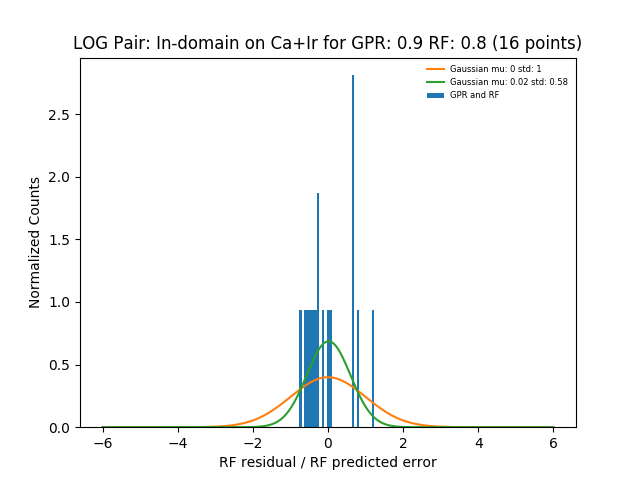 LOG Pair: In-domain on Ca+Ir for GPR: 0.9 RF: 0.8 (16 points)
Gaussian mu: 0 std: 1
Gaussian mu: 0.02 std: 0.58
GPR and RF
Normalized Counts
2.5
2.0
1.5
1.0
0.5
0.0
−6 −4 −2 0 2 4 6
RF residual / RF predicted error